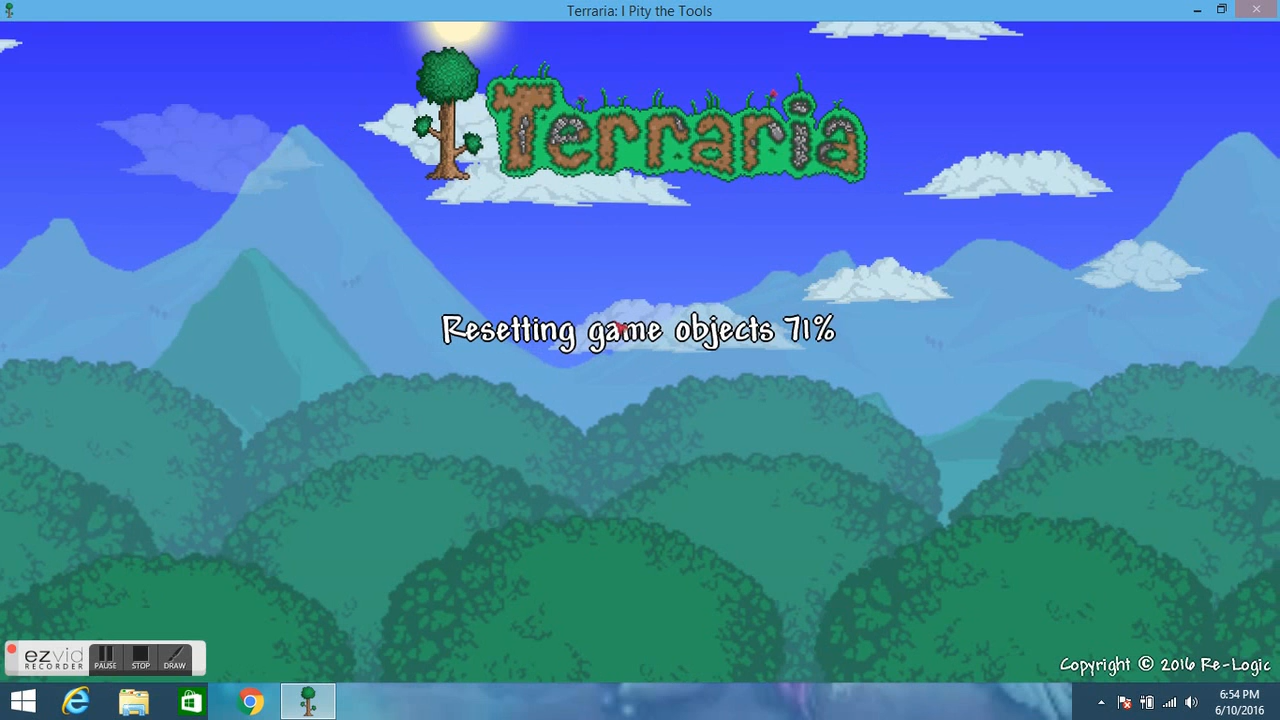 Terraria: I Pity the Tools
Terraria
Resetting game objects 71%
ezvid
RECORDER
PAUSE
STOP
DRAW
Copyright © 2016 Re-Logic
6:54 PM
6/10/2016